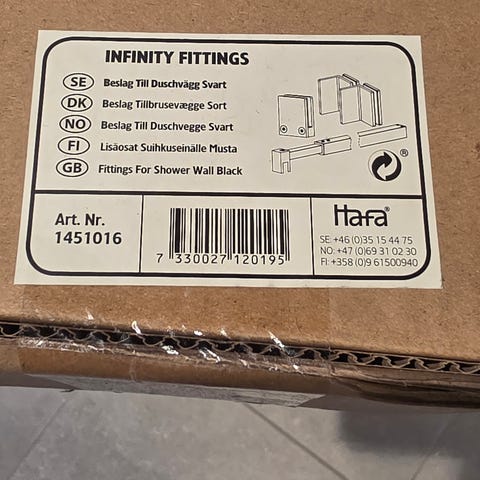 INFINITY FITTINGS
SE Beslag Till Duschvägg Svart
DK Beslag Tillbrusevægge Sort
NO Beslag Till Duschvegge Svart
FI Lisäosat Suihkuseinälle Musta
GB Fittings For Shower Wall Black
®
Art. Nr.
1451016
7 330027 120195
Hafa®
SE: +46 (0)35 15 44 75
NO: +47 (0)69 31 02 30
FI: +358 (0)9 61500940